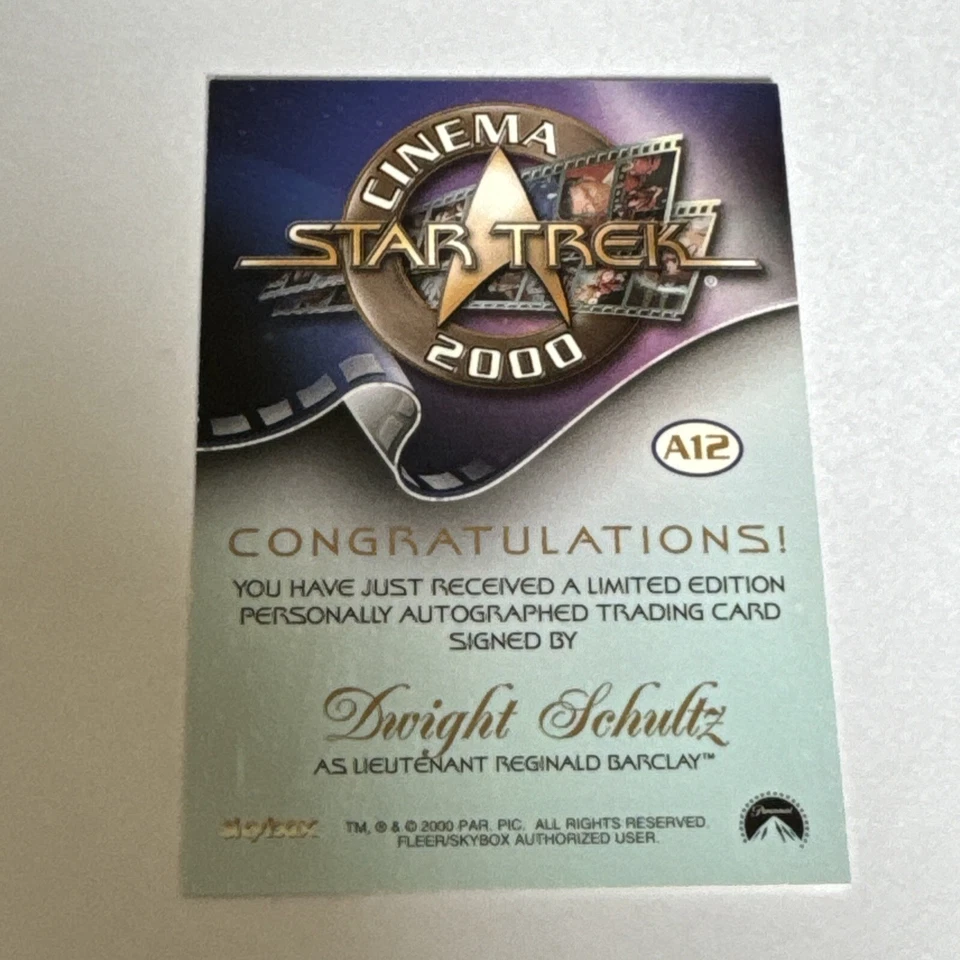 CINEMA
STAR TREK®
2000
A12
CONGRATULATIONS!
YOU HAVE JUST RECEIVED A LIMITED EDITION
PERSONALLY AUTOGRAPHED TRADING CARD
SIGNED BY
Dwight Schultz
AS LIEUTENANT REGINALD BARCLAY™
skybox
TM, ® & © 2000 PAR. PIC. ALL RIGHTS RESERVED.
FLEER/SKYBOX AUTHORIZED USER.
Paramount